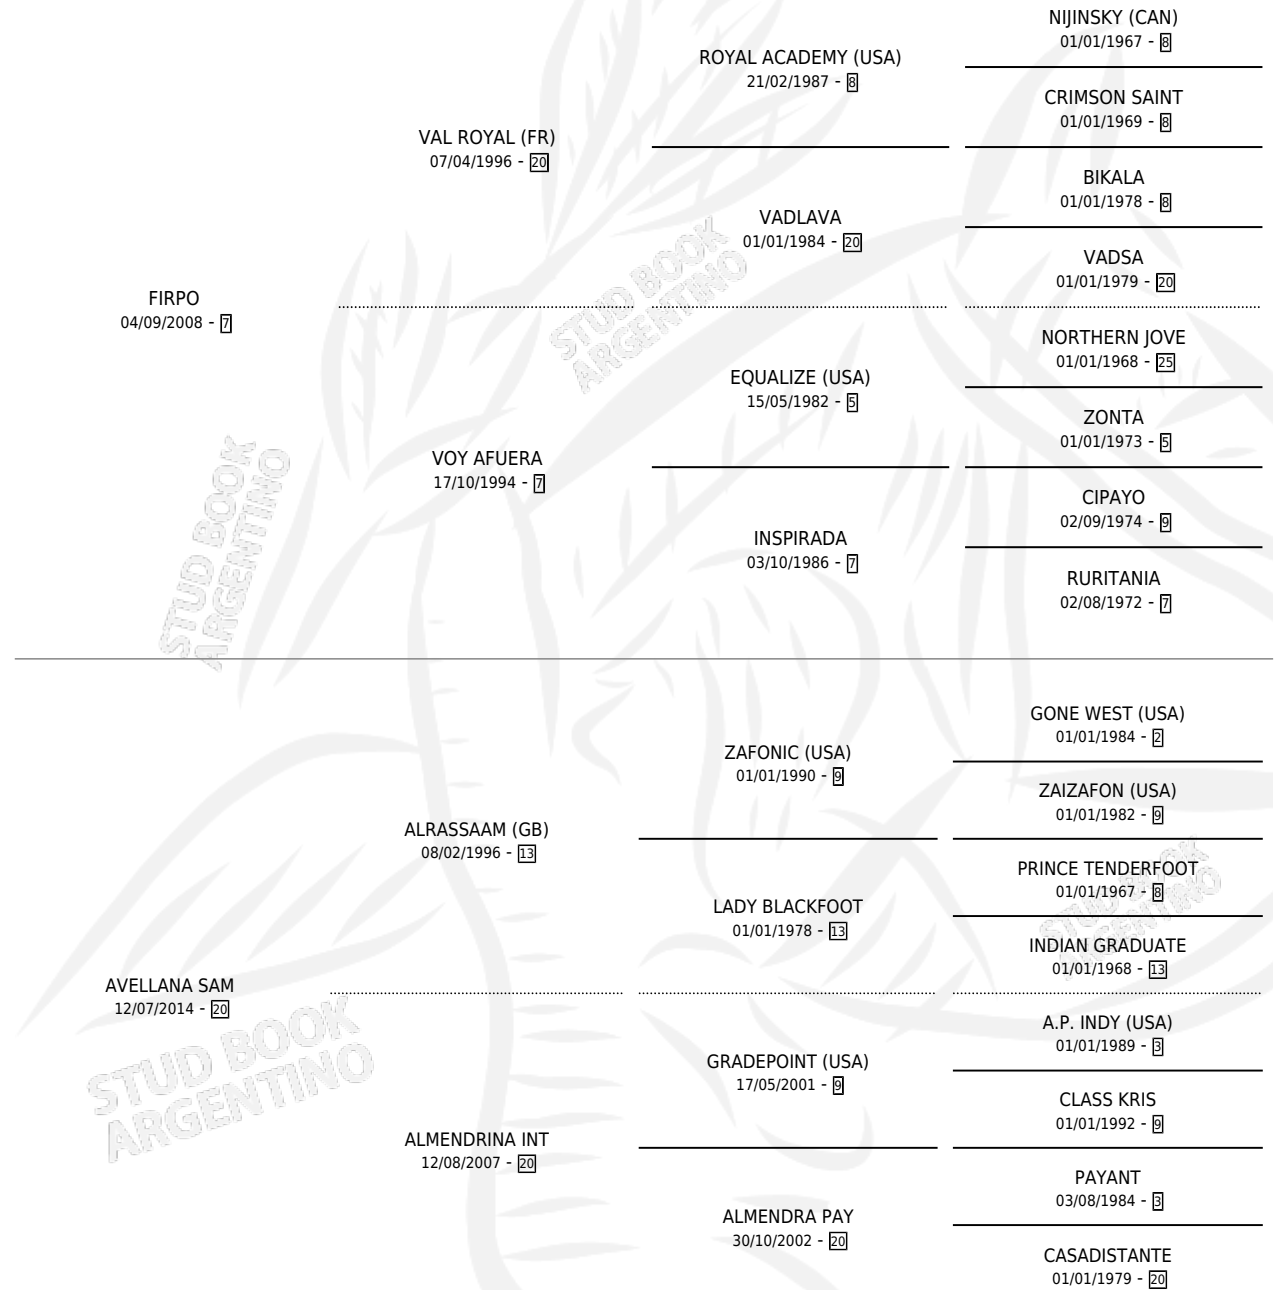 NIJINSKY (CAN)
01/01/1967 - 8
ROYAL ACADEMY (USA)
21/02/1987 - 8
CRIMSON SAINT
01/01/1969 - 8
VAL ROYAL (FR)
07/04/1996 - 20
BIKALA
01/01/1978 - 8
VADLAVA
01/01/1984 - 20
VADSA
01/01/1979 - 20
FIRPO
04/09/2008 - 7
NORTHERN JOVE
01/01/1968 - 25
EQUALIZE (USA)
15/05/1982 - 5
ZONTA
01/01/1973 - 5
VOY AFUERA
17/10/1994 - 7
CIPAYO
02/09/1974 - 9
INSPIRADA
03/10/1986 - 7
RURITANIA
02/08/1972 - 7
GONE WEST (USA)
01/01/1984 - 2
ZAFONIC (USA)
01/01/1990 - 9
ZAIZAFON (USA)
01/01/1982 - 9
ALRASSAAM (GB)
08/02/1996 - 13
PRINCE TENDERFOOT
01/01/1967 - 8
LADY BLACKFOOT
01/01/1978 - 13
INDIAN GRADUATE
01/01/1968 - 13
AVELLANA SAM
12/07/2014 - 20
A.P. INDY (USA)
01/01/1989 - 3
GRADEPOINT (USA)
17/05/2001 - 9
CLASS KRIS
01/01/1992 - 9
ALMENDRINA INT
12/08/2007 - 20
PAYANT
03/08/1984 - 3
ALMENDRA PAY
30/10/2002 - 20
CASADISTANTE
01/01/1979 - 20
STUD BOOK
ARGENTINO
STUD BOOK
ARGENTINO
STUD BOOK
ARGENTINO
STUD BOOK
ARGENTINO